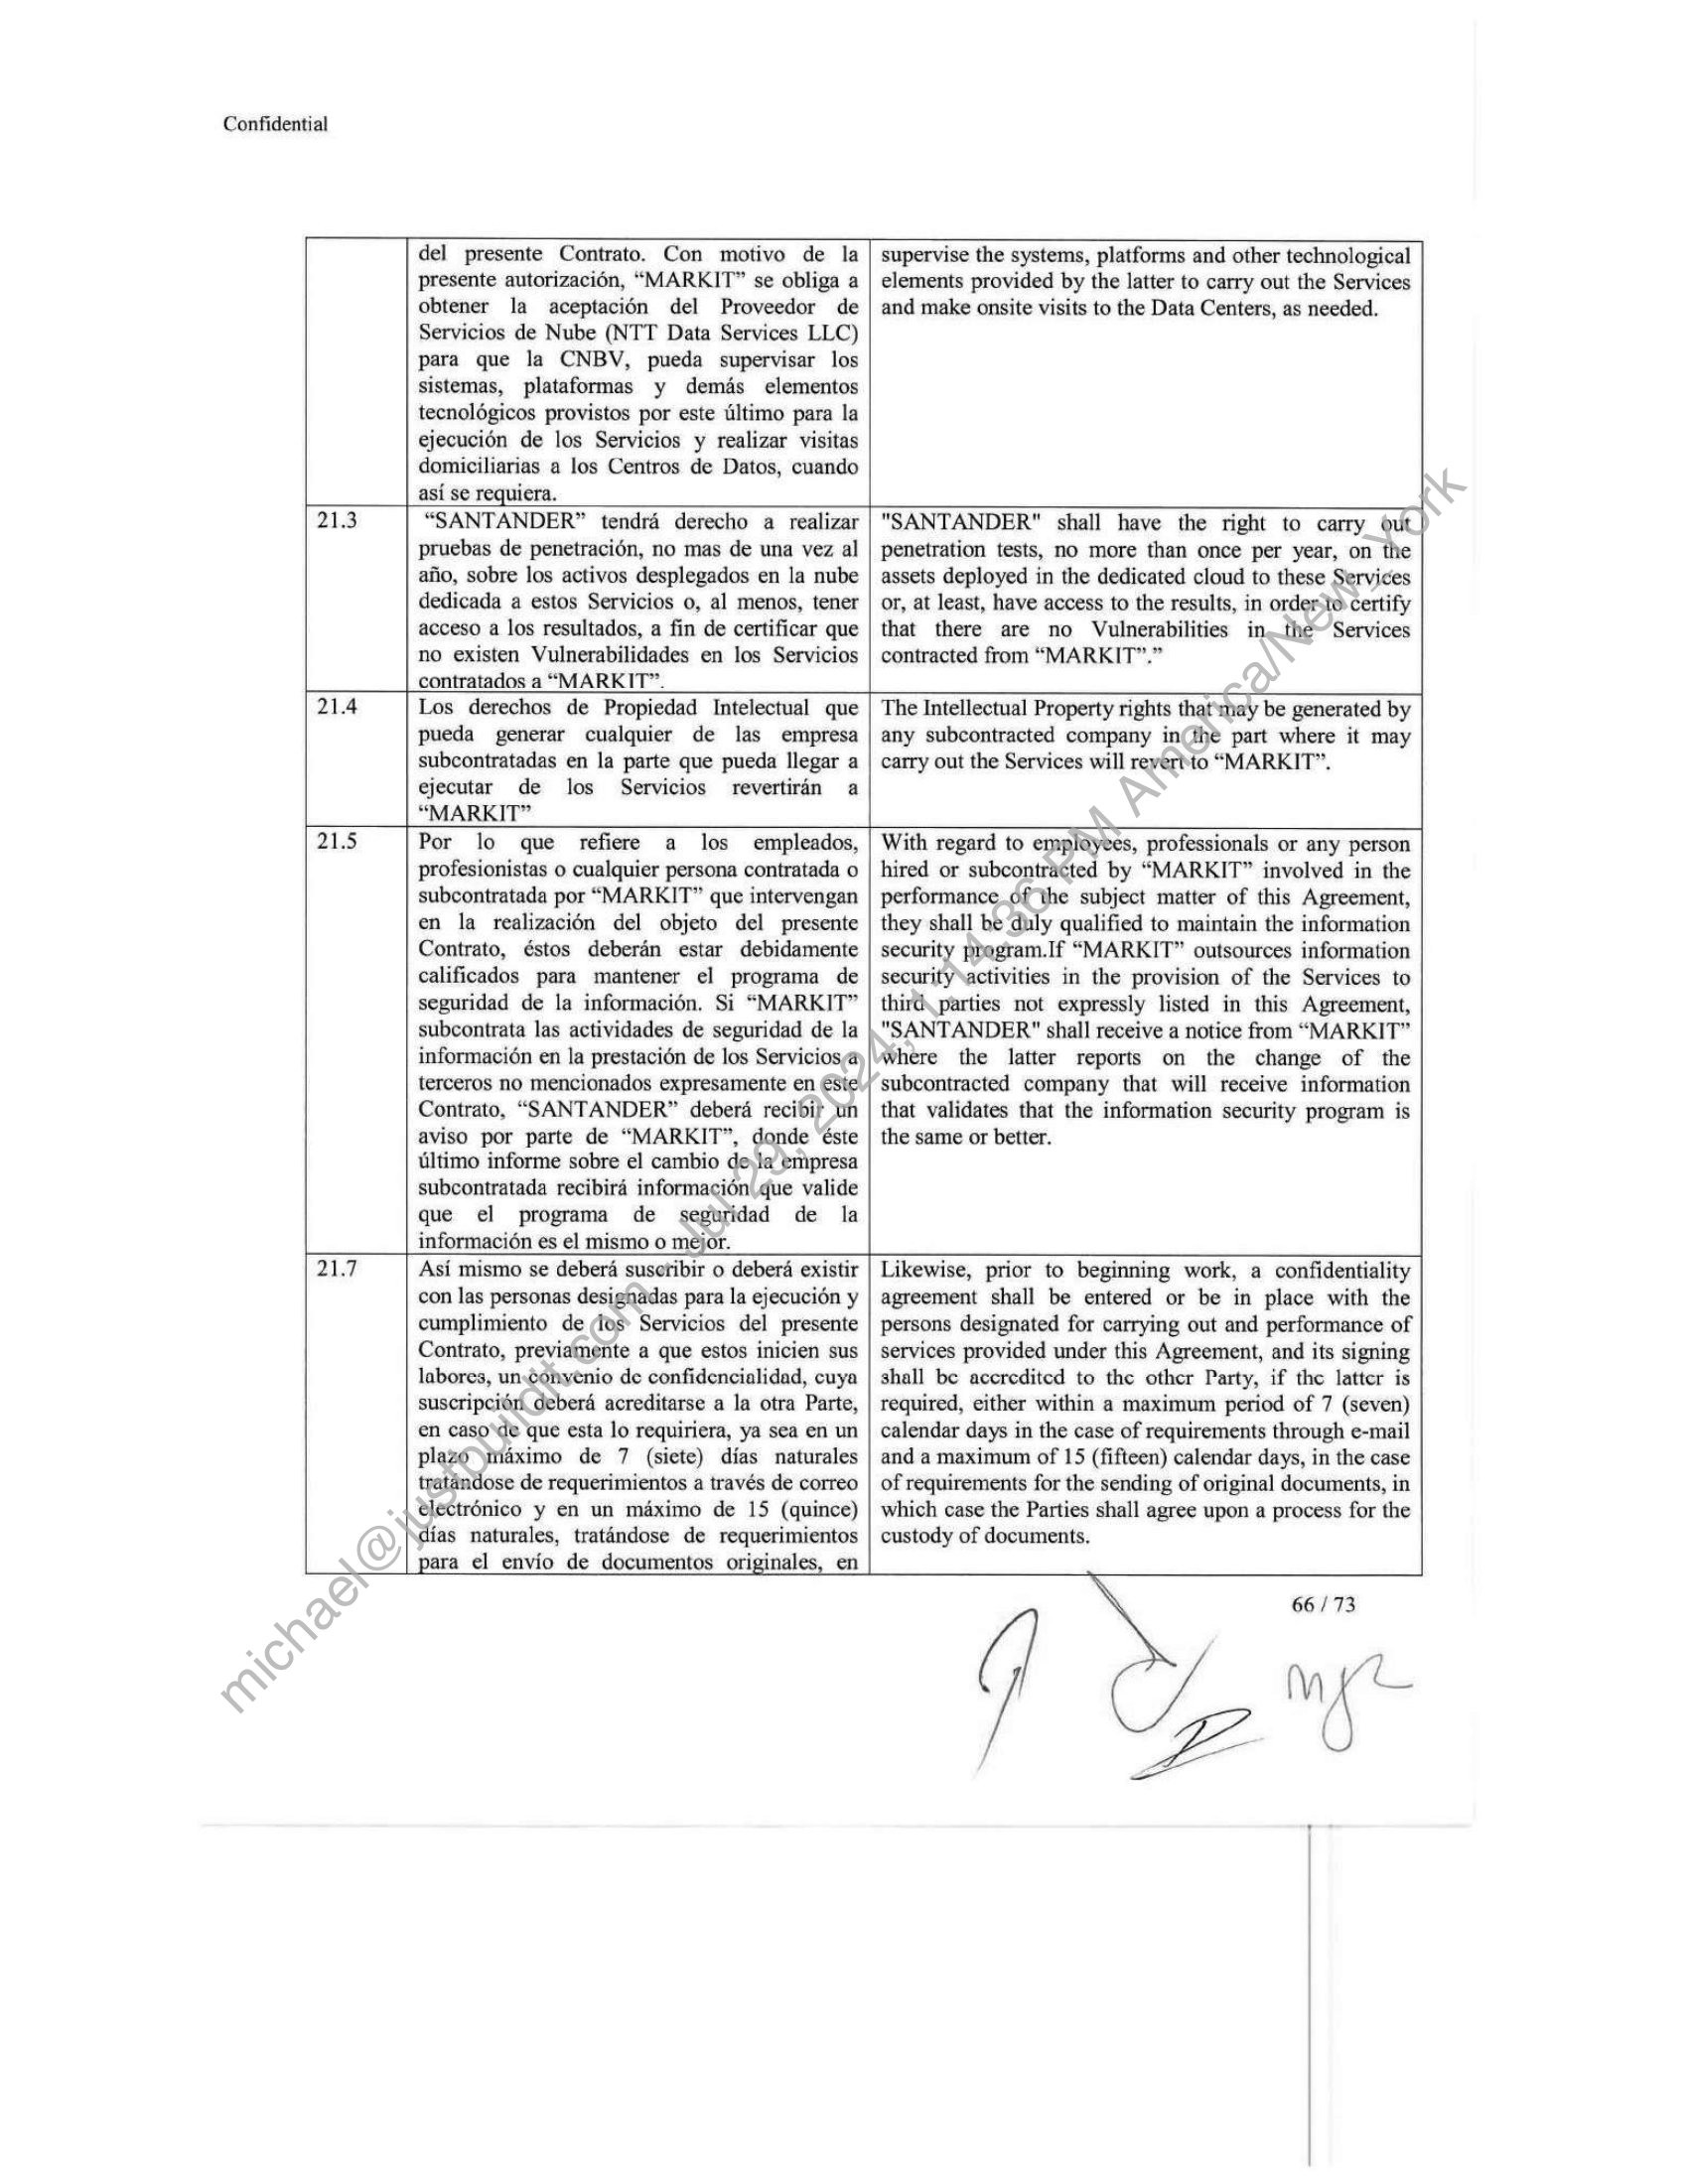 Confidential
del presente Contrato. Con motivo de la
presente autorización, “MARKIT” se obliga a
obtener la aceptación del Proveedor de
Servicios de Nube (NTT Data Services LLC)
para que la CNBV, pueda supervisar los
sistemas, plataformas y demás elementos
tecnológicos provistos por este último para la
ejecución de los Servicios y realizar visitas
domiciliarias a los Centros de Datos, cuando
así se requiera.
supervise the systems, platforms and other technological
elements provided by the latter to carry out the Services
and make onsite visits to the Data Centers, as needed.
21.3
“SANTANDER” tendrá derecho a realizar
pruebas de penetración, no mas de una vez al
año, sobre los activos desplegados en la nube
dedicada a estos Servicios o, al menos, tener
acceso a los resultados, a fin de certificar que
no existen Vulnerabilidades en los Servicios
contratados a “MARKIT”.
"SANTANDER" shall have the right to carry out
penetration tests, no more than once per year, on the
assets deployed in the dedicated cloud to these Services
or, at least, have access to the results, in order to certify
that there are no Vulnerabilities in the Services
contracted from “MARKIT”.”
21.4
Los derechos de Propiedad Intelectual que
pueda generar cualquier de las empresa
subcontratadas en la parte que pueda llegar a
ejecutar de los Servicios revertirán a
“MARKIT”
The Intellectual Property rights that may be generated by
any subcontracted company in the part where it may
carry out the Services will revert to “MARKIT”.
21.5
Por lo que refiere a los empleados,
profesionistas o cualquier persona contratada o
subcontratada por “MARKIT” que intervengan
en la realización del objeto del presente
Contrato, éstos deberán estar debidamente
calificados para mantener el programa de
seguridad de la información. Si “MARKIT”
subcontrata las actividades de seguridad de la
información en la prestación de los Servicios a
terceros no mencionados expresamente en este
Contrato, “SANTANDER” deberá recibir un
aviso por parte de “MARKIT”, donde éste
último informe sobre el cambio de la empresa
subcontratada recibirá información que valide
que el programa de seguridad de la
información es el mismo o mejor.
With regard to employees, professionals or any person
hired or subcontracted by “MARKIT” involved in the
performance of the subject matter of this Agreement,
they shall be duly qualified to maintain the information
security program.If “MARKIT” outsources information
security activities in the provision of the Services to
third parties not expressly listed in this Agreement,
"SANTANDER" shall receive a notice from “MARKIT”
where the latter reports on the change of the
subcontracted company that will receive information
that validates that the information security program is
the same or better.
21.7
Así mismo se deberá suscribir o deberá existir
con las personas designadas para la ejecución y
cumplimiento de los Servicios del presente
Contrato, previamente a que estos inicien sus
labores, un convenio de confidencialidad, cuya
suscripción deberá acreditarse a la otra Parte,
en caso de que esta lo requiriera, ya sea en un
plazo máximo de 7 (siete) días naturales
tratándose de requerimientos a través de correo
electrónico y en un máximo de 15 (quince)
días naturales, tratándose de requerimientos
para el envío de documentos originales, en
Likewise, prior to beginning work, a confidentiality
agreement shall be entered or be in place with the
persons designated for carrying out and performance of
services provided under this Agreement, and its signing
shall be accredited to the other Party, if the latter is
required, either within a maximum period of 7 (seven)
calendar days in the case of requirements through e-mail
and a maximum of 15 (fifteen) calendar days, in the case
of requirements for the sending of original documents, in
which case the Parties shall agree upon a process for the
custody of documents.
66 / 73
michael@justbuidit.com - Jul 29, 2024, 1:14:36 PM America/New_York